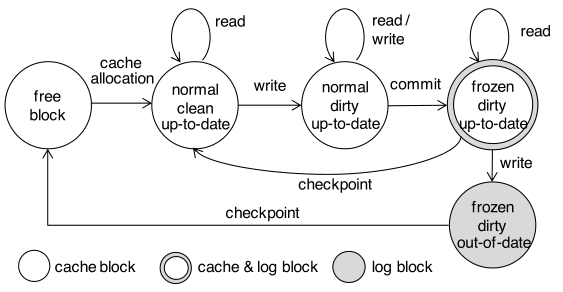 read
read /
write
read
cache
allocation
free
block
normal
clean
up-to-date
write
normal
dirty
up-to-date
commit
frozen
dirty
up-to-date
checkpoint
write
checkpoint
frozen
dirty
out-of-date
cache block
cache & log block
log block